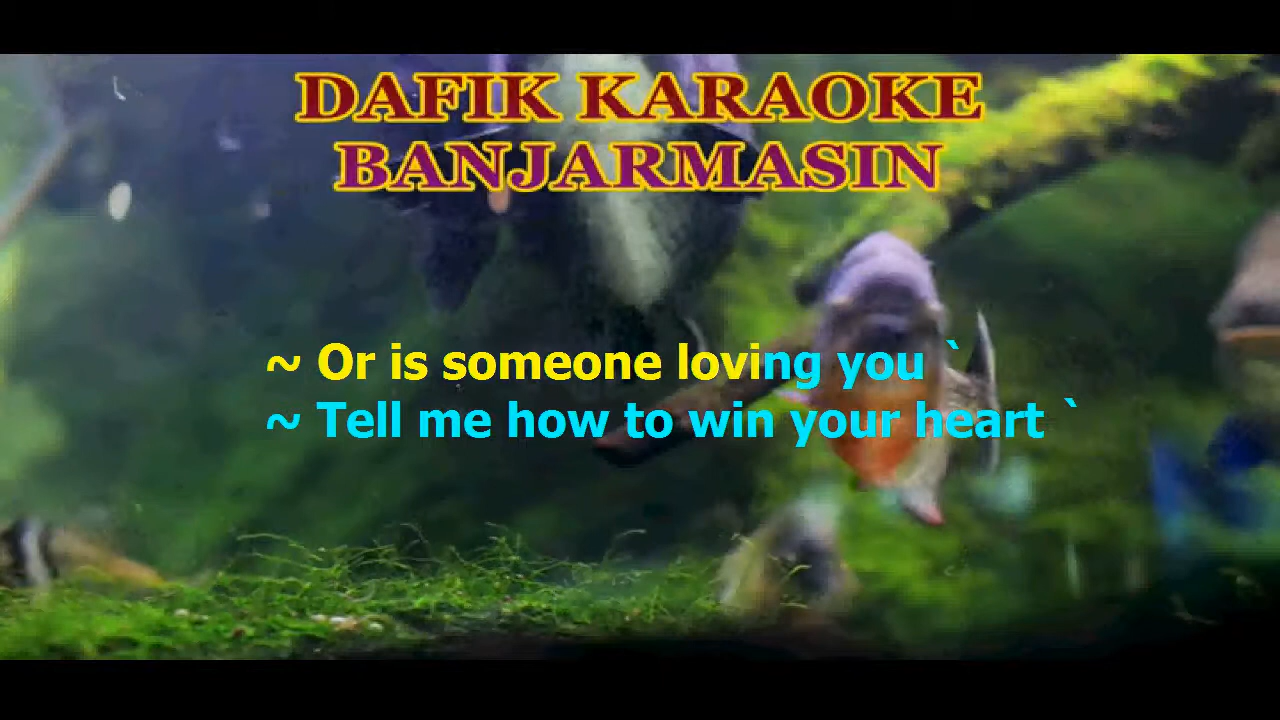 DAFIK KARAOKE
BANJARMASIN
~ Or is someone loving you `
~ Tell me how to win your heart `